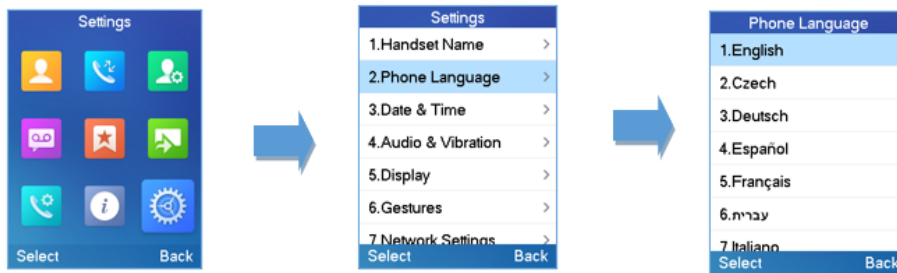 Settings
Select Back
Settings
1.Handset Name
2.Phone Language
3.Date & Time
4.Audio & Vibration
5.Display
6.Gestures
7.Network Settings
Select Back
Phone Language
1.English
2.Czech
3.Deutsch
4.Español
5.Français
6.עברית
7.Italiano
Select Back